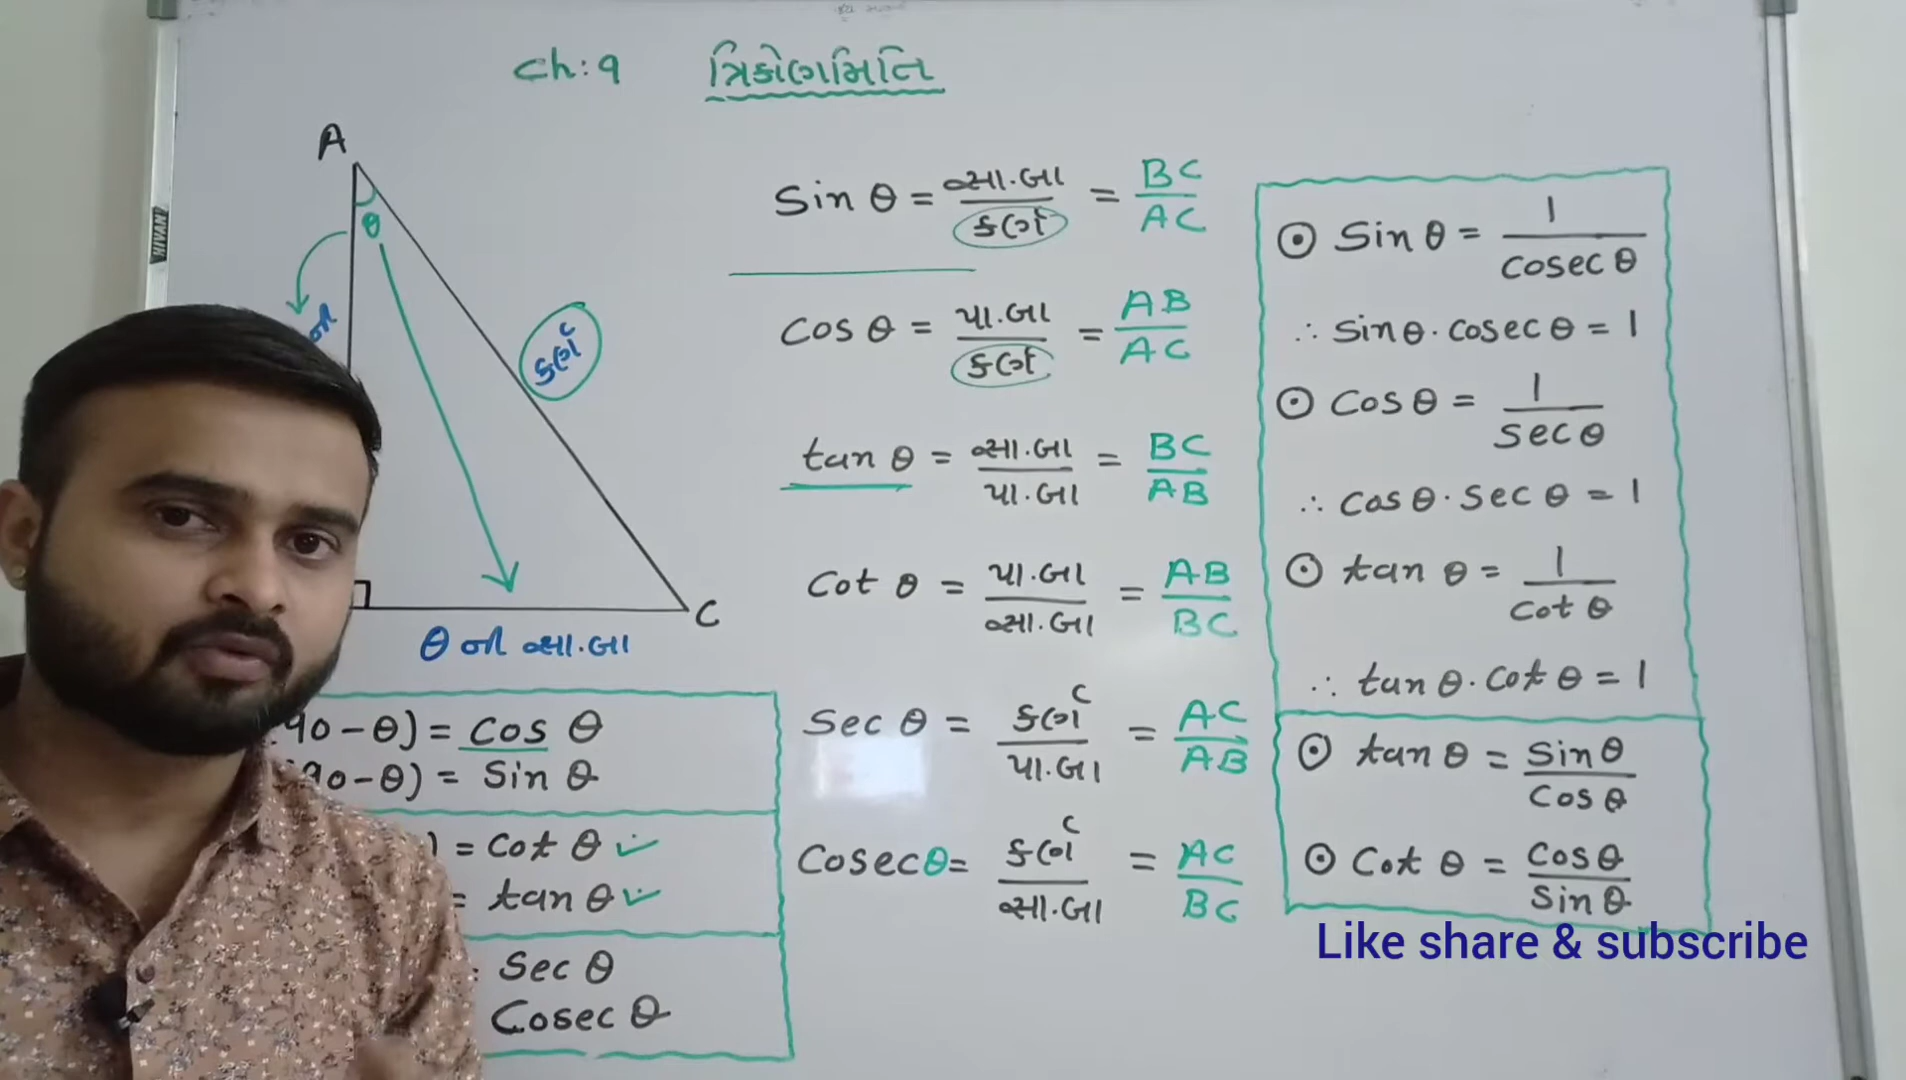 Ch: 9 ત્રિકોણમિતિ
A
θ
કર્ણ
C
θ ની સા.બા
Sin θ = સા.બા / કર્ણ = BC / AC
Cos θ = પા.બા / કર્ણ = AB / AC
tan θ = સા.બા / પા.બા = BC / AB
Cot θ = પા.બા / સા.બા = AB / BC
Sec θ = કર્ણ / પા.બા = AC / AB
Cosec θ = કર્ણ / સા.બા = AC / BC
⊙ Sin θ = 1 / Cosec θ
∴ Sin θ · Cosec θ = 1
⊙ Cos θ = 1 / Sec θ
∴ Cos θ · Sec θ = 1
⊙ tan θ = 1 / Cot θ
∴ tan θ · Cot θ = 1
⊙ tan θ = Sin θ / Cos θ
⊙ Cot θ = Cos θ / Sin θ
90 - θ) = Cos θ
(90 - θ) = Sin θ
) = Cot θ ✓
= tan θ ✓
Sec θ
Cosec θ
NIVAN
Like share & subscribe